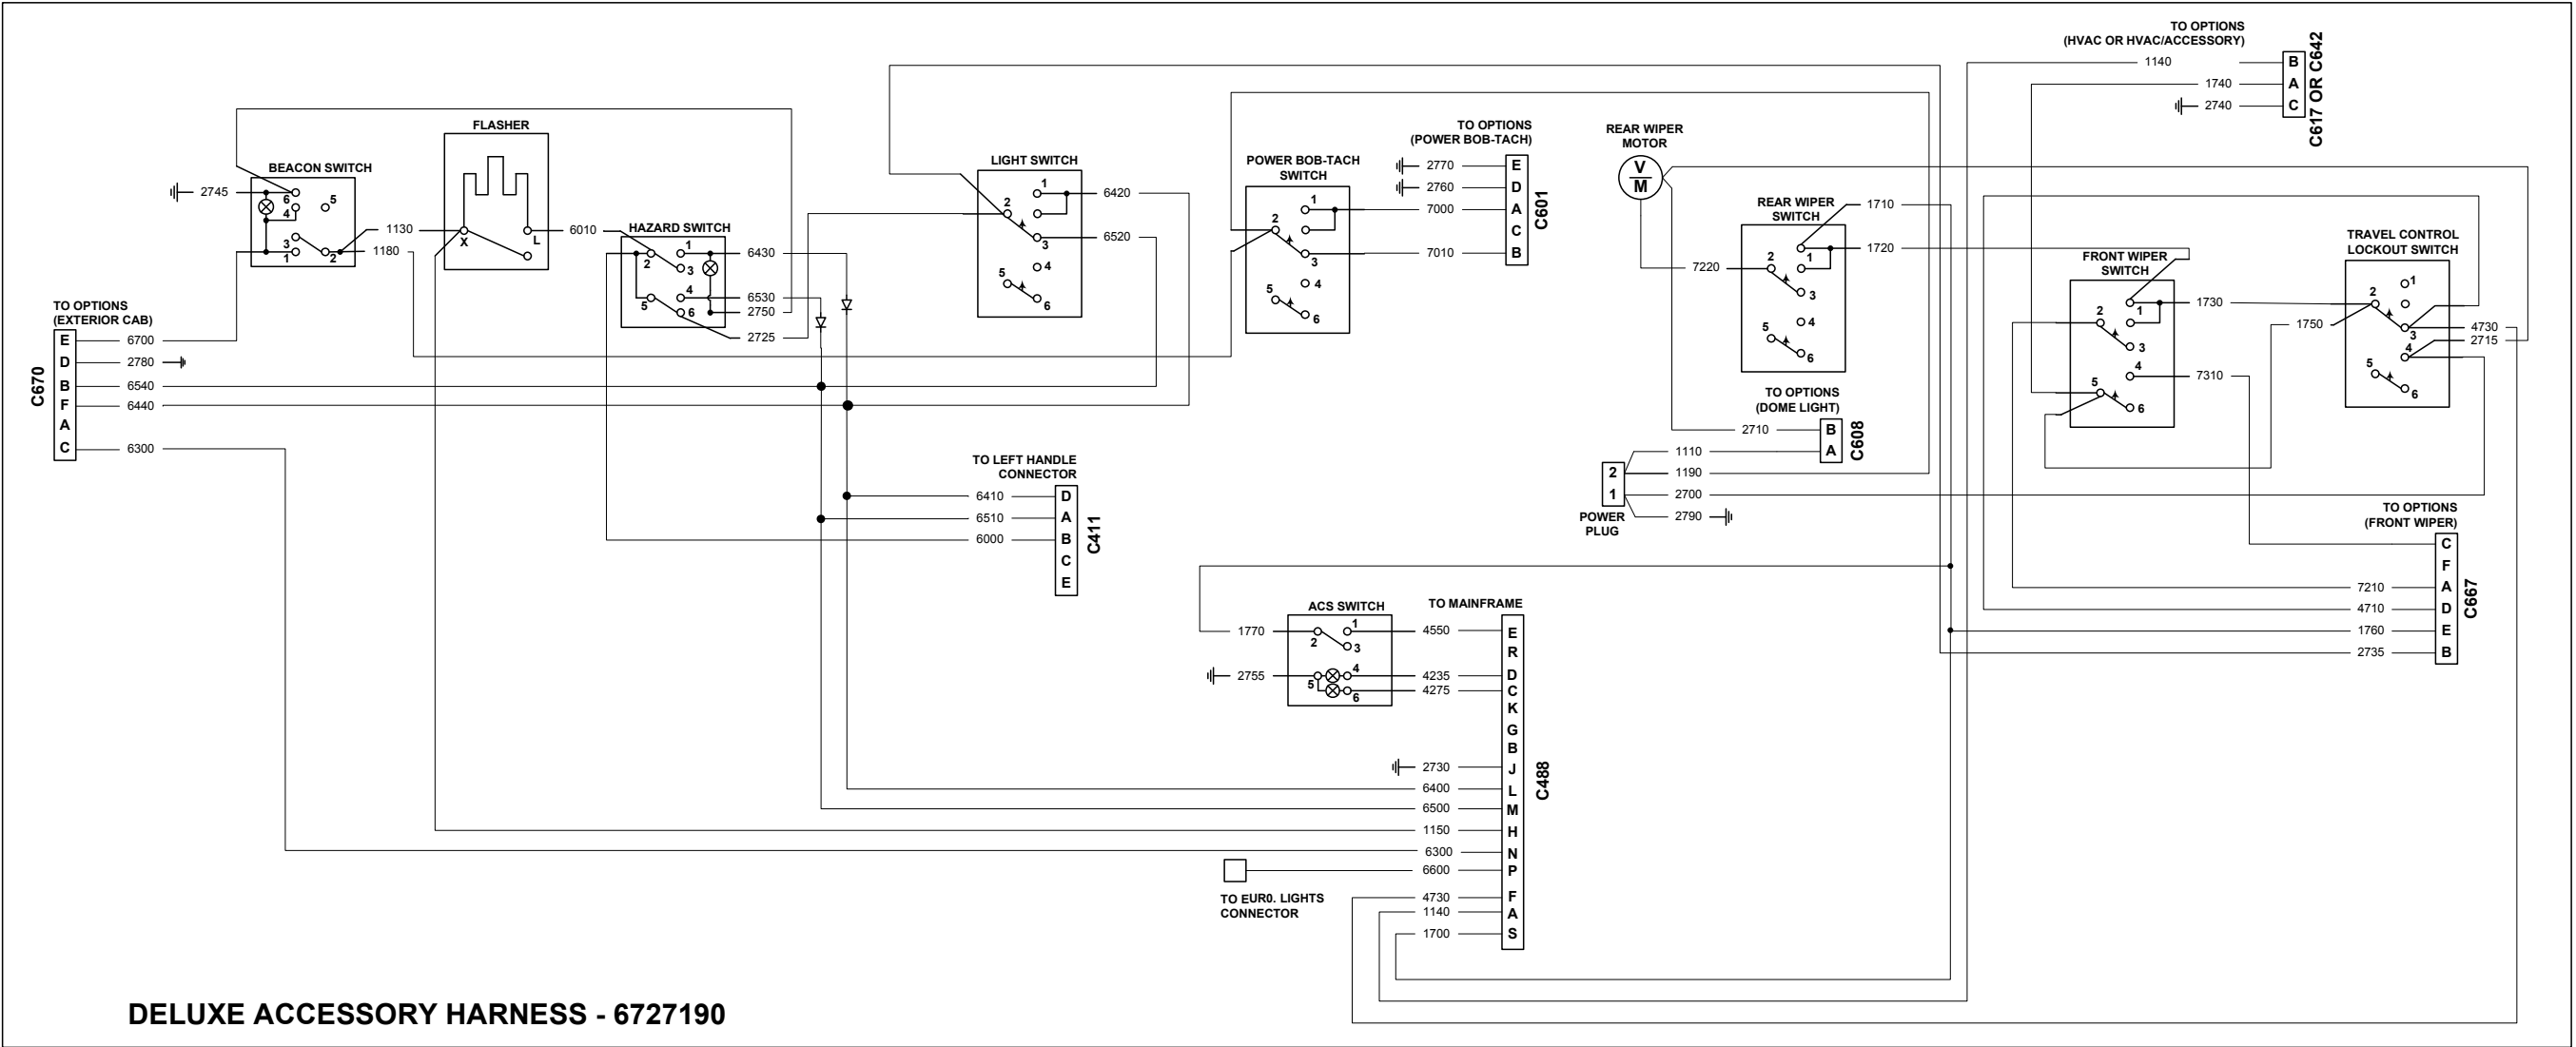 TO OPTIONS
(HVAC OR HVAC/ACCESSORY)
1140
B
1740
A
2740
C
C617 OR C642
FLASHER
X
L
BEACON SWITCH
2745
6
4
5
3
1
2
1130
1180
6010
HAZARD SWITCH
1
2
3
4
5
6
6430
6530
2750
2725
LIGHT SWITCH
1
2
3
4
5
6
6420
6520
POWER BOB-TACH
SWITCH
1
2
3
4
5
6
TO OPTIONS
(POWER BOB-TACH)
2770
E
2760
D
7000
A
C
7010
B
C601
REAR WIPER
MOTOR
V
M
REAR WIPER
SWITCH
1710
1720
7220
2
1
3
4
5
6
FRONT WIPER
SWITCH
2
1
3
4
5
6
1730
1750
7310
TRAVEL CONTROL
LOCKOUT SWITCH
1
2
3
4
5
6
4730
2715
TO OPTIONS
(EXTERIOR CAB)
E
6700
D
2780
B
6540
F
6440
A
C
6300
C670
TO OPTIONS
(DOME LIGHT)
2710
B
1110
A
C608
2
1190
1
2700
2790
POWER
PLUG
TO LEFT HANDLE
CONNECTOR
6410
D
6510
A
6000
B
C
E
C411
TO OPTIONS
(FRONT WIPER)
C
F
7210
A
4710
D
1760
E
2735
B
C667
ACS SWITCH
1770
1
2
3
2755
4
5
6
TO MAINFRAME
4550
E
R
4235
D
4275
C
K
G
B
2730
J
6400
L
6500
M
1150
H
6300
N
6600
P
4730
F
1140
A
1700
S
C488
TO EUR0. LIGHTS
CONNECTOR
DELUXE ACCESSORY HARNESS - 6727190